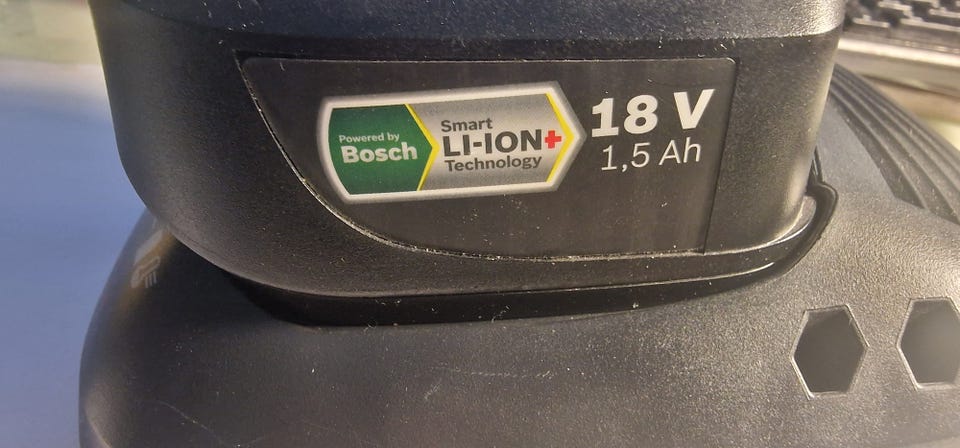 Powered by
Bosch
Smart
LI-ION+
Technology
18 V
1,5 Ah